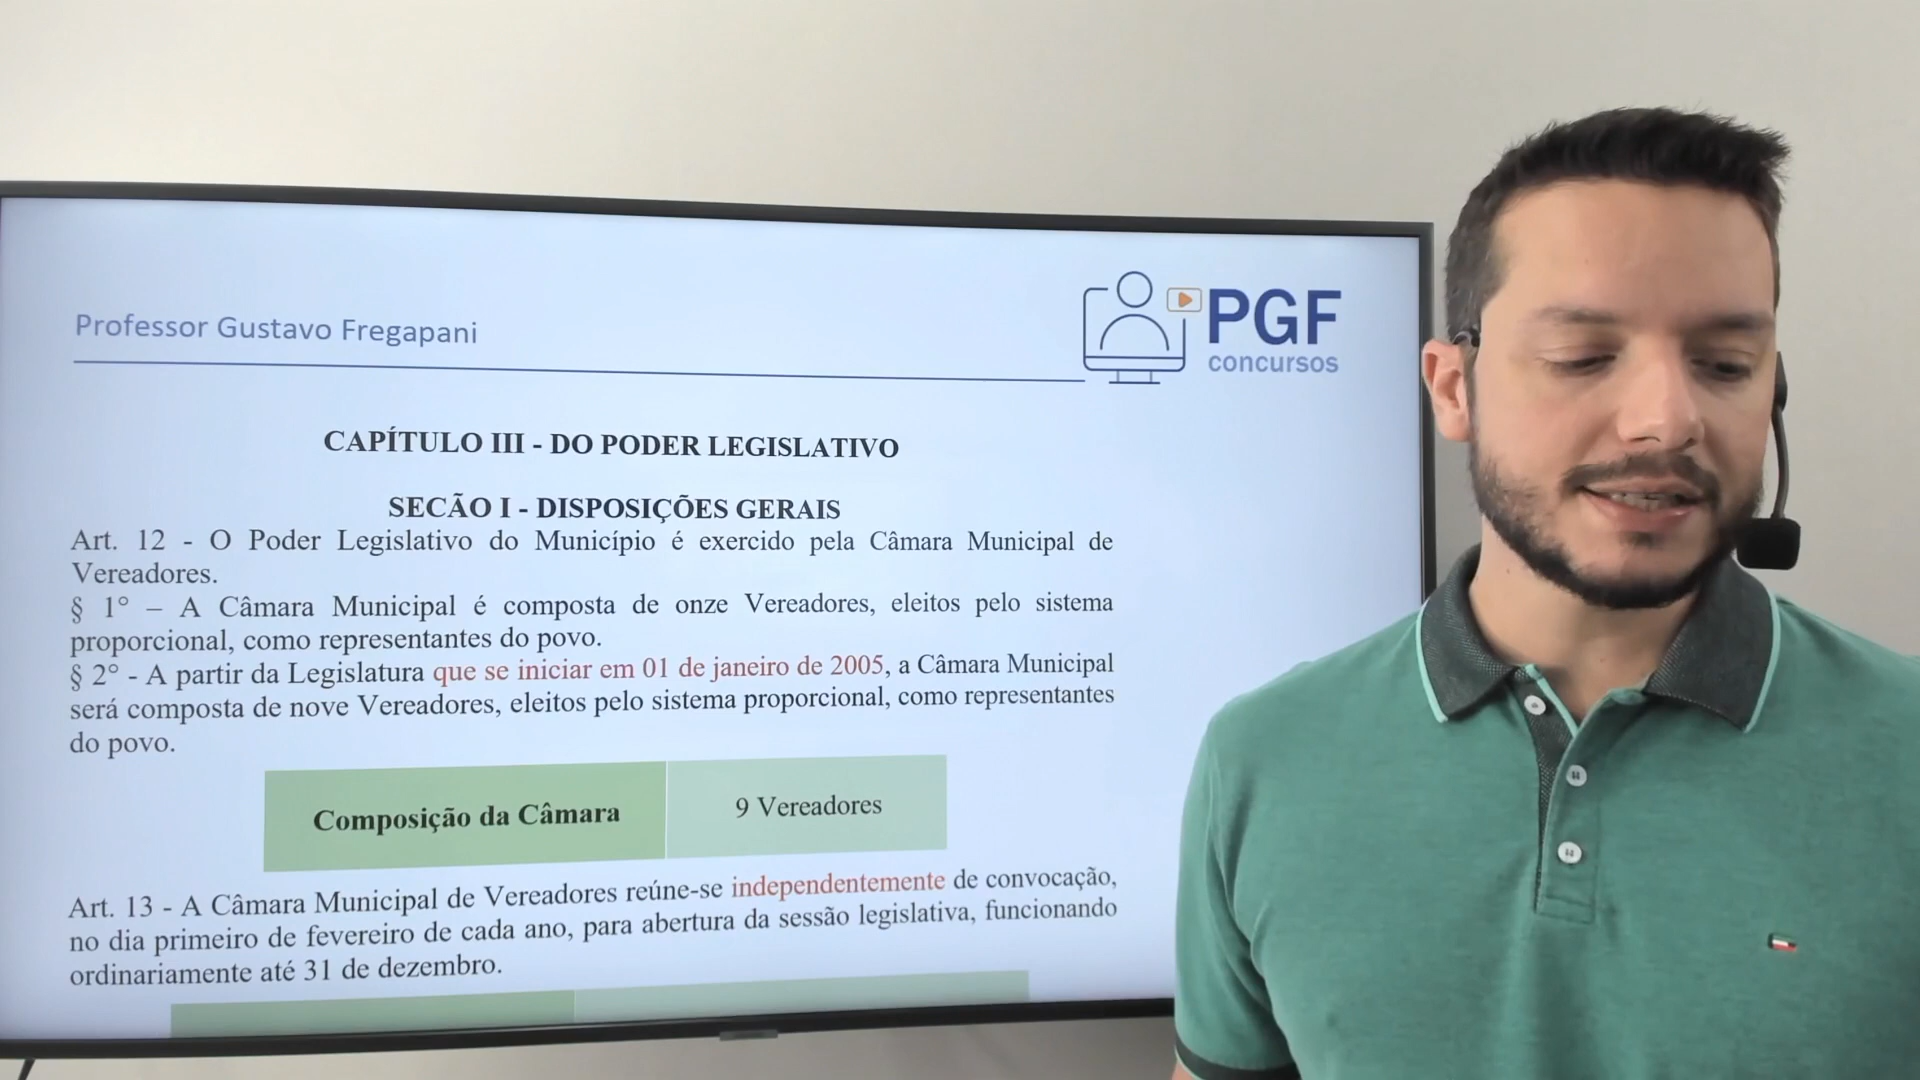 Professor Gustavo Fregapani
PGF
concursos
CAPÍTULO III - DO PODER LEGISLATIVO
SECÃO I - DISPOSIÇÕES GERAIS
Art. 12 - O Poder Legislativo do Município é exercido pela Câmara Municipal de
Vereadores.
§ 1° – A Câmara Municipal é composta de onze Vereadores, eleitos pelo sistema
proporcional, como representantes do povo.
§ 2° - A partir da Legislatura que se iniciar em 01 de janeiro de 2005, a Câmara Municipal
será composta de nove Vereadores, eleitos pelo sistema proporcional, como representantes
do povo.
Composição da Câmara
9 Vereadores
Art. 13 - A Câmara Municipal de Vereadores reúne-se independentemente de convocação,
no dia primeiro de fevereiro de cada ano, para abertura da sessão legislativa, funcionando
ordinariamente até 31 de dezembro.